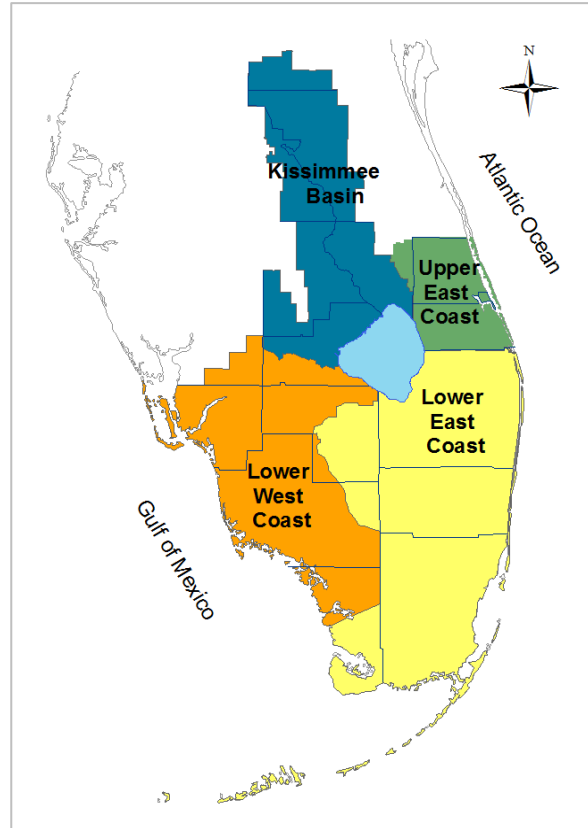 N
Atlantic Ocean
Kissimmee
Basin
Upper
East
Coast
Lower
East
Coast
Lower
West
Coast
Gulf of Mexico